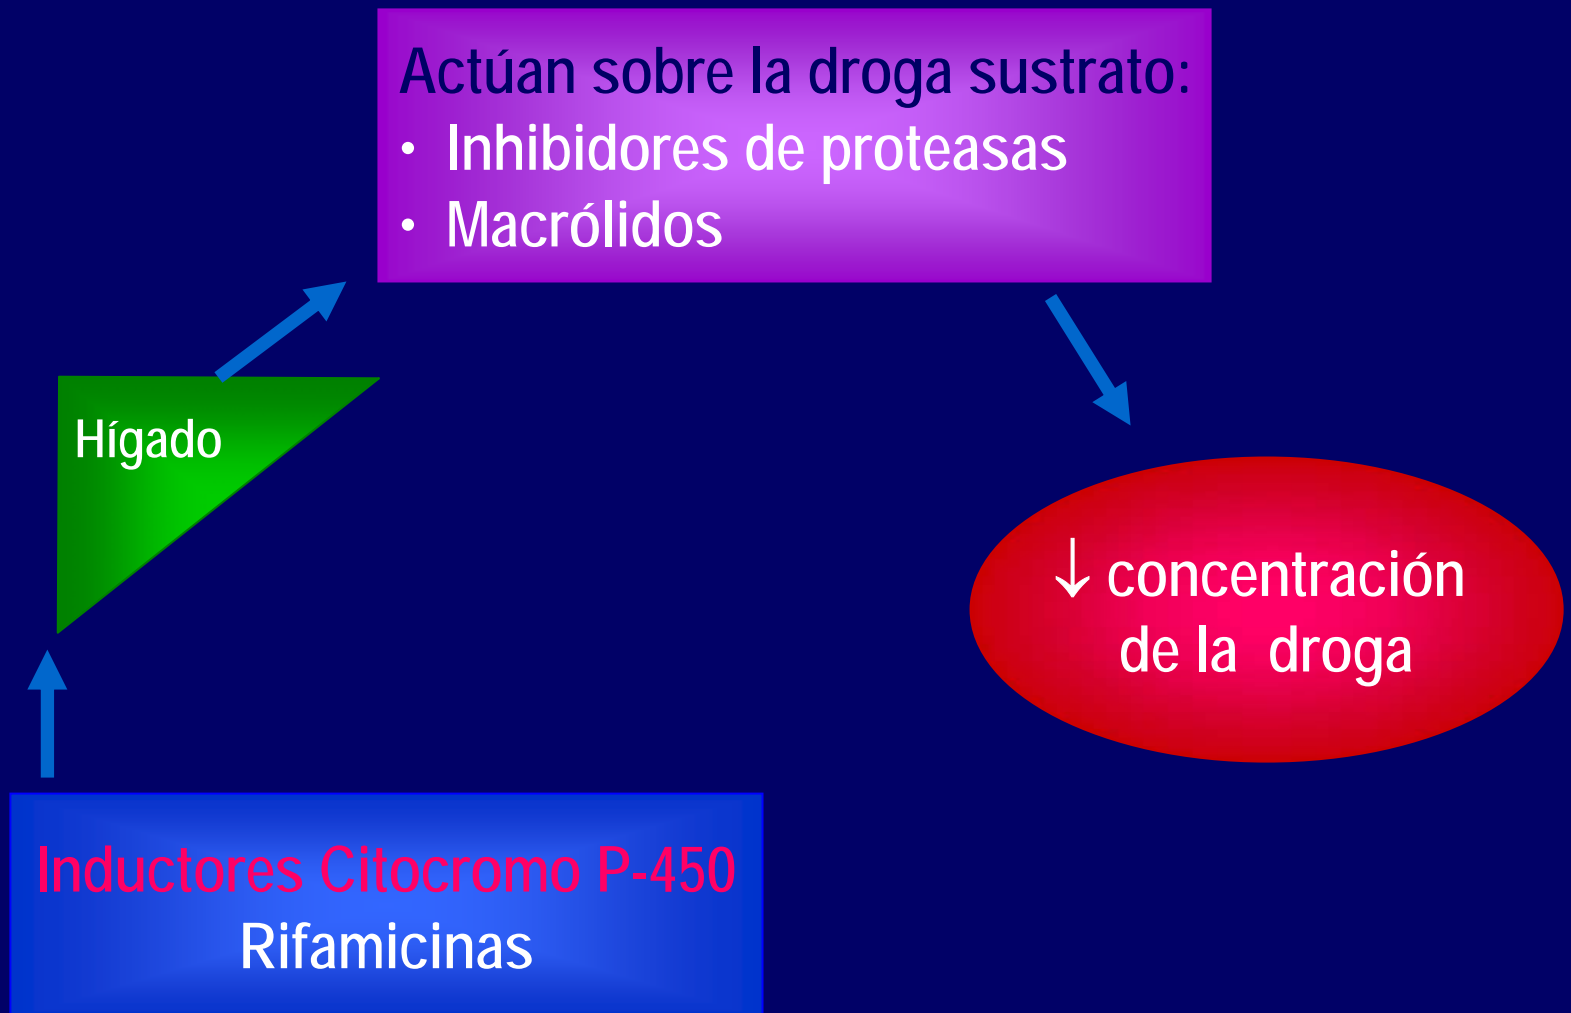 Actúan sobre la droga sustrato:
• Inhibidores de proteasas
• Macrólidos
Hígado
↓ concentración
de la droga
Inductores Citocromo P-450
Rifamicinas